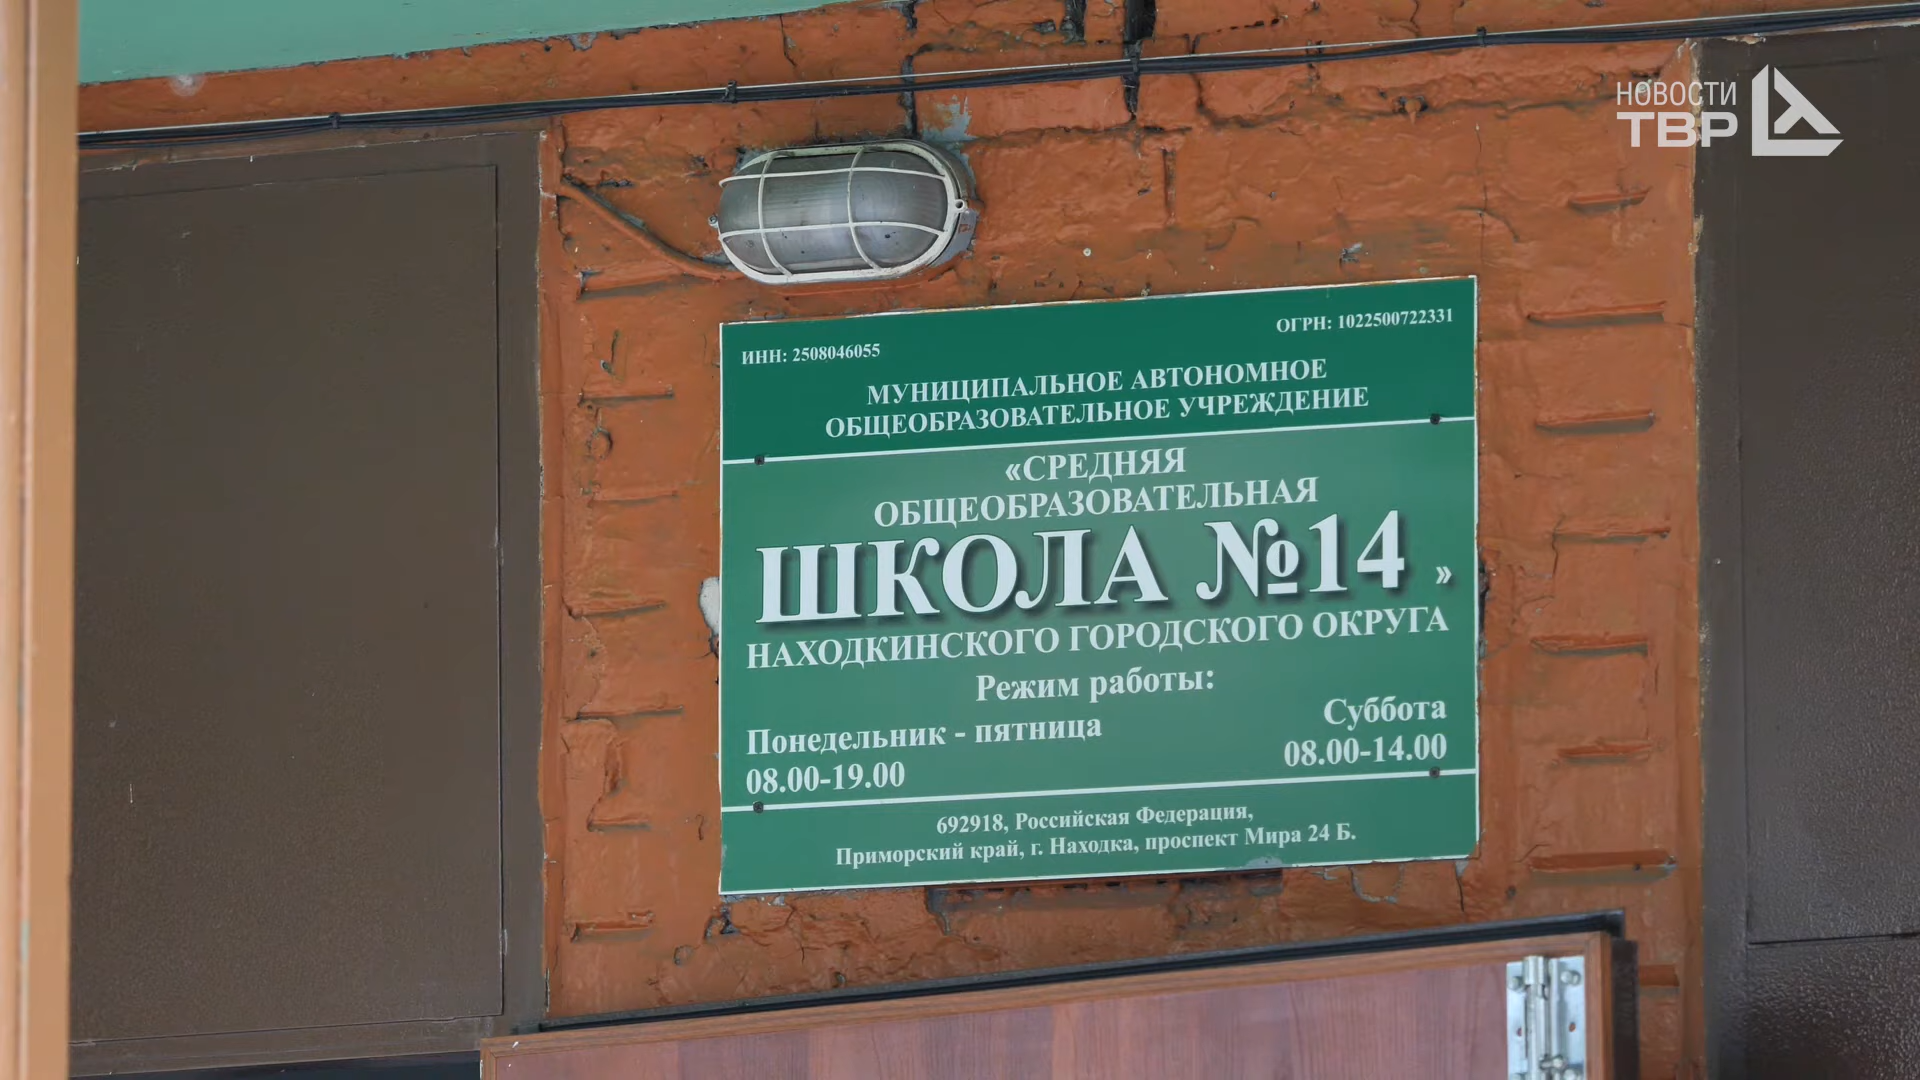 НОВОСТИ
ТВР
ИНН: 2508046055
ОГРН: 1022500722331
МУНИЦИПАЛЬНОЕ АВТОНОМНОЕ
ОБЩЕОБРАЗОВАТЕЛЬНОЕ УЧРЕЖДЕНИЕ
«СРЕДНЯЯ
ОБЩЕОБРАЗОВАТЕЛЬНАЯ
ШКОЛА №14 »
НАХОДКИНСКОГО ГОРОДСКОГО ОКРУГА
Режим работы:
Понедельник - пятница
08.00-19.00
Суббота
08.00-14.00
692918, Российская Федерация,
Приморский край, г. Находка, проспект Мира 24 Б.